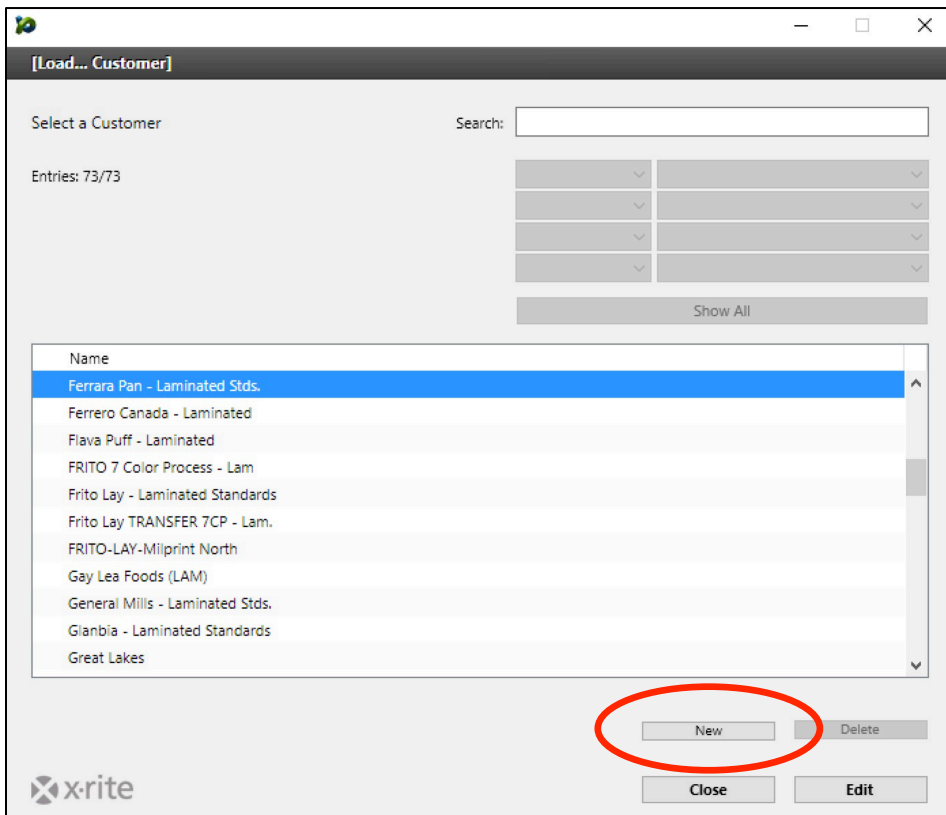 [Load... Customer]
Select a Customer
Search:
Entries: 73/73
Show All
Name
Ferrara Pan - Laminated Stds.
Ferrero Canada - Laminated
Flava Puff - Laminated
FRITO 7 Color Process - Lam
Frito Lay - Laminated Standards
Frito Lay TRANSFER 7CP - Lam.
FRITO-LAY-Milprint North
Gay Lea Foods (LAM)
General Mills - Laminated Stds.
Glanbia - Laminated Standards
Great Lakes
New
Delete
x·rite
Close
Edit